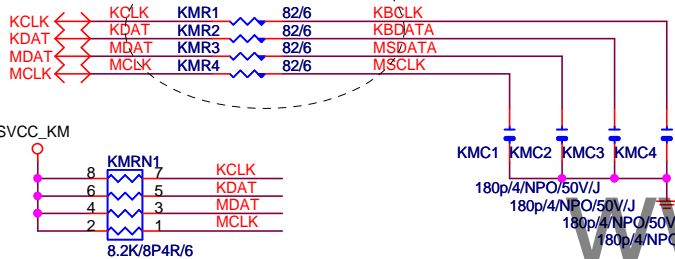 KCLK KCLK KMR1 82/6 KBCLK
KDAT KDAT KMR2 82/6 KBDATA
MDAT MDAT KMR3 82/6 MSDATA
MCLK MCLK KMR4 82/6 MSCLK
SVCC_KM
KMC1 KMC2 KMC3 KMC4
KMRN1
8 7 KCLK
6 5 KDAT
4 3 MDAT
2 1 MCLK
8.2K/8P4R/6
180p/4/NPO/50V/J
180p/4/NPO/50V/J
180p/4/NPO/50V
180p/4/NPO